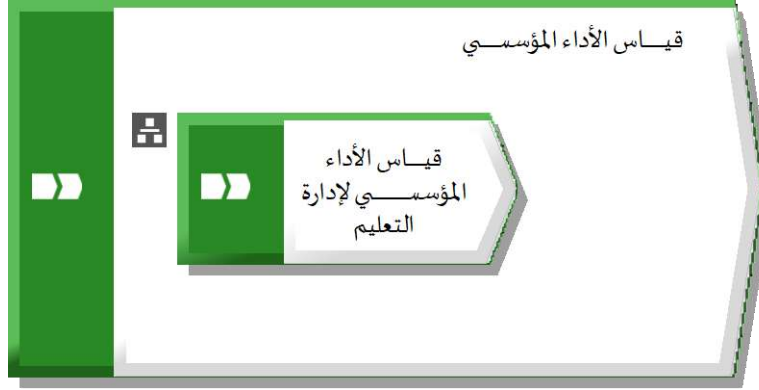 قيـــاس الأداء المؤسســـي
قيـــاس الأداء
المؤسســـــي لإدارة
التعليم